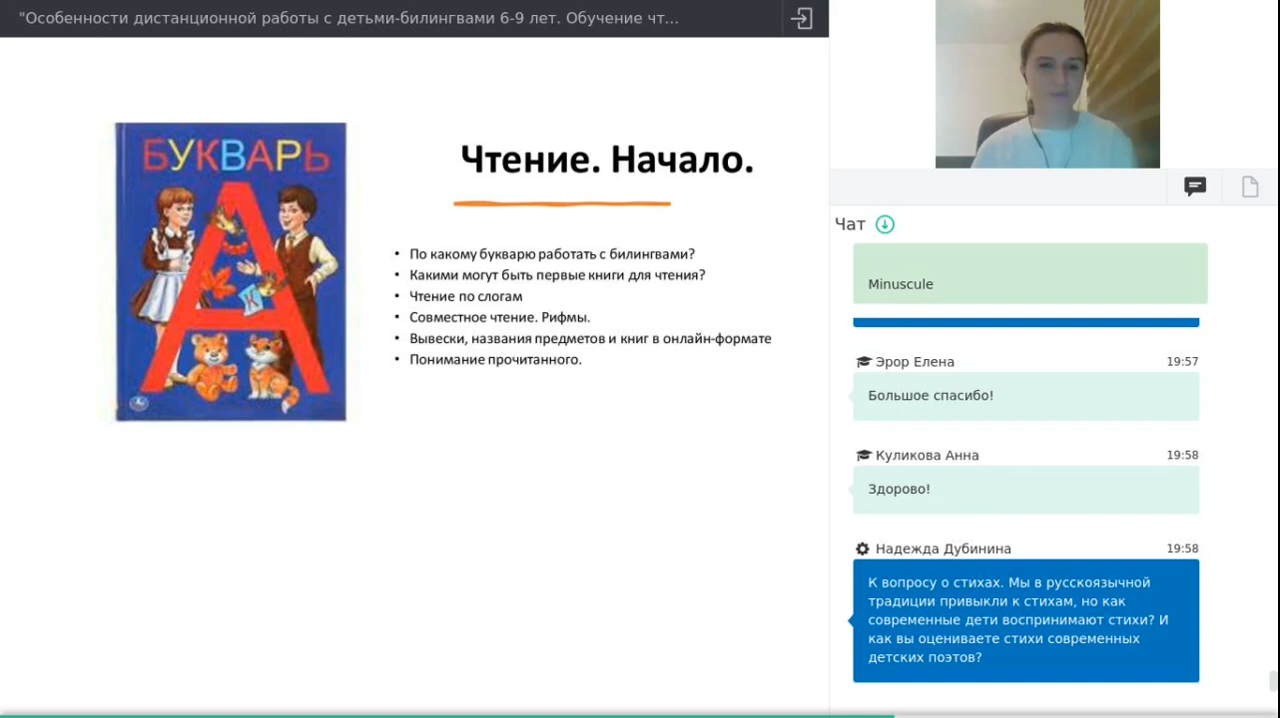 "Особенности дистанционной работы с детьми-билингвами 6-9 лет. Обучение чт...
БУКВАРЬ
А
К
Чтение. Начало.
• По какому букварю работать с билингвами?
• Какими могут быть первые книги для чтения?
• Чтение по слогам
• Совместное чтение. Рифмы.
• Вывески, названия предметов и книг в онлайн-формате
• Понимание прочитанного.
Чат
Minuscule
Эрор Елена 19:57
Большое спасибо!
Куликова Анна 19:58
Здорово!
Надежда Дубинина 19:58
К вопросу о стихах. Мы в русскоязычной
традиции привыкли к стихам, но как
современные дети воспринимают стихи? И
как вы оцениваете стихи современных
детских поэтов?